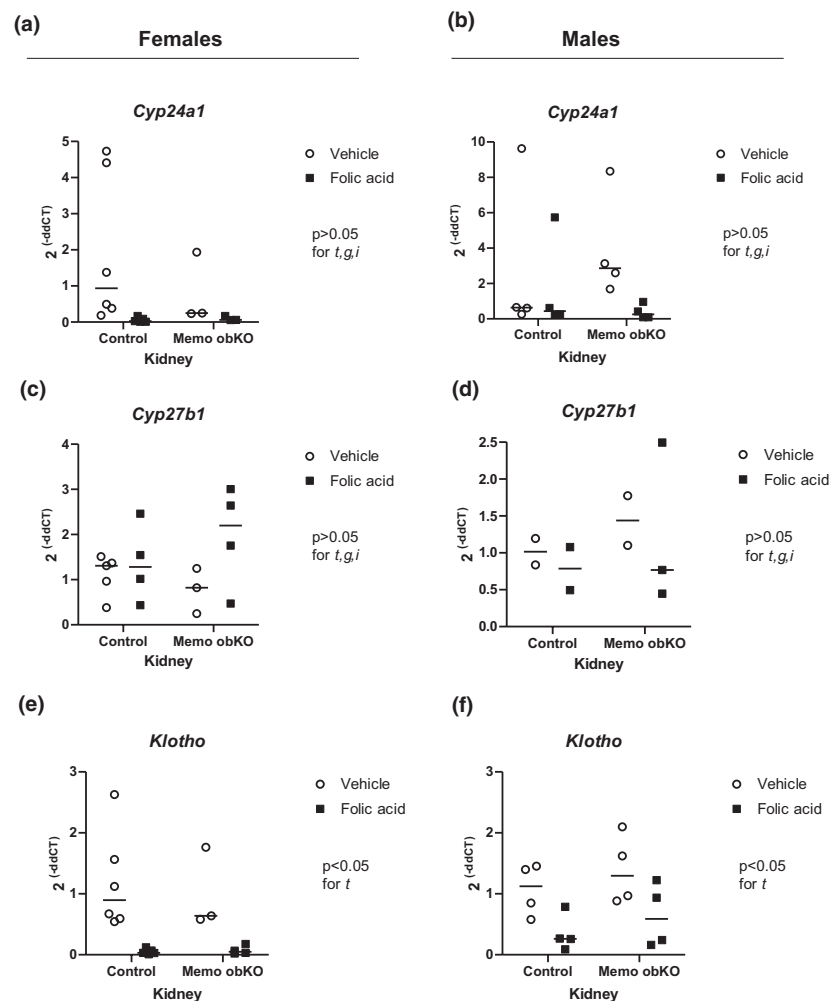 (a)
Females
Cyp24a1
5
4
3
2
1
0
2 (-ddCT)
Vehicle
Folic acid
p>0.05
for t,g,i
Control
Memo obKO
Kidney
(b)
Males
Cyp24a1
10
8
6
4
2
0
2 (-ddCT)
Vehicle
Folic acid
p>0.05
for t,g,i
Control
Memo obKO
Kidney
(c)
Cyp27b1
4
3
2
1
0
2 (-ddCT)
Vehicle
Folic acid
p>0.05
for t,g,i
Control
Memo obKO
Kidney
(d)
Cyp27b1
2.5
2.0
1.5
1.0
0.5
0.0
2 (-ddCT)
Vehicle
Folic acid
p>0.05
for t,g,i
Control
Memo obKO
Kidney
(e)
Klotho
3
2
1
0
2 (-ddCT)
Vehicle
Folic acid
p<0.05
for t
Control
Memo obKO
Kidney
(f)
Klotho
3
2
1
0
2 (-ddCT)
Vehicle
Folic acid
p<0.05
for t
Control
Memo obKO
Kidney